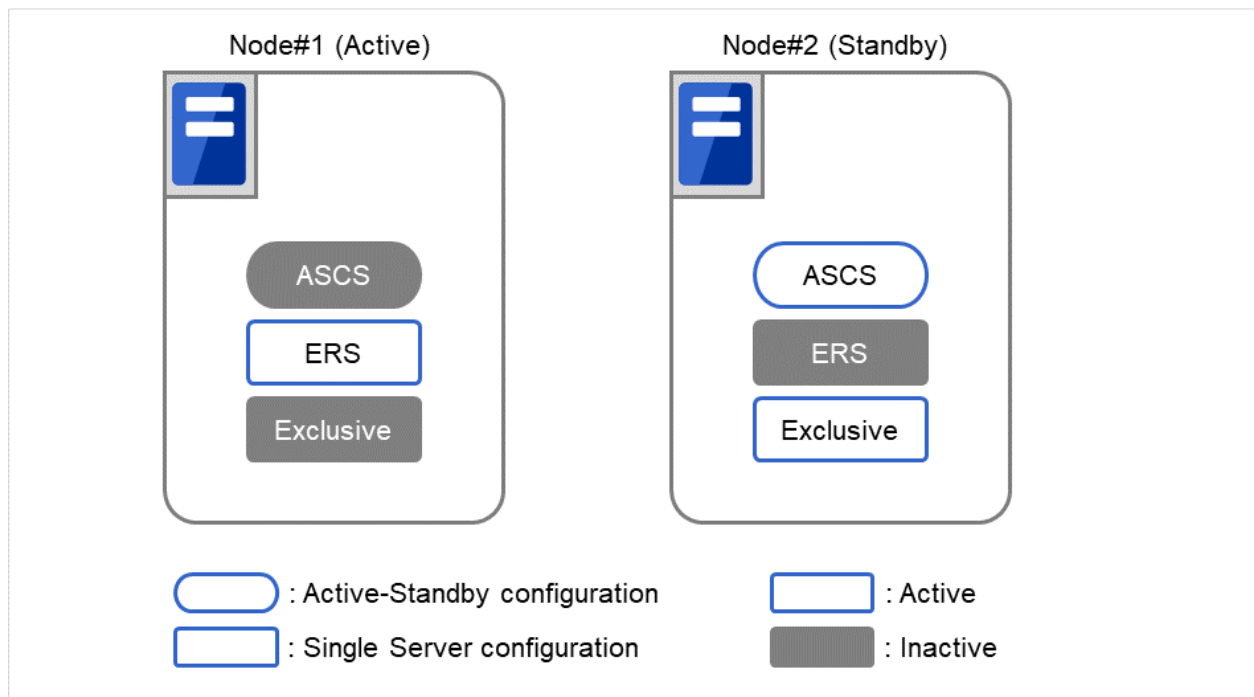 Node#1 (Active)
Node#2 (Standby)
ASCS
ERS
Exclusive
ASCS
ERS
Exclusive
: Active-Standby configuration
: Active
: Single Server configuration
: Inactive